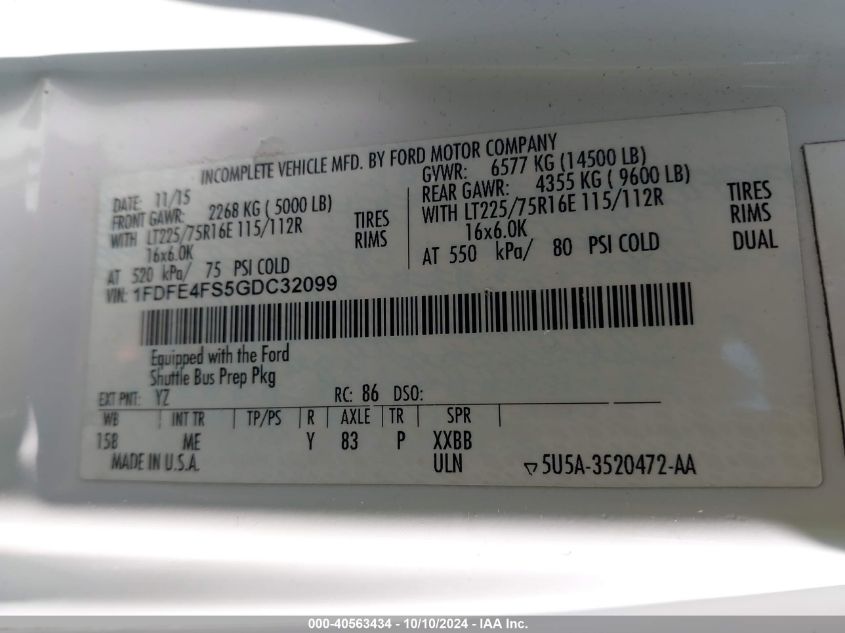 INCOMPLETE VEHICLE MFD. BY FORD MOTOR COMPANY
DATE: 11/15
FRONT GAWR: 2268 KG ( 5000 LB)
WITH LT225/75R16E 115/112R TIRES
16x6.0K RIMS
AT 520 kPa/ 75 PSI COLD
GVWR: 6577 KG (14500 LB)
REAR GAWR: 4355 KG ( 9600 LB)
WITH LT225/75R16E 115/112R TIRES
16x6.0K RIMS
AT 550 kPa/ 80 PSI COLD DUAL
VIN: 1FDFE4FS5GDC32099
Equipped with the Ford
Shuttle Bus Prep Pkg
EXT PNT: YZ RC: 86 DSO:
WB INT TR TP/PS R AXLE TR SPR
158 ME Y 83 P XXBB
MADE IN U.S.A. ULN 5U5A-3520472-AA
000-40563434 - 10/10/2024 - IAA Inc.